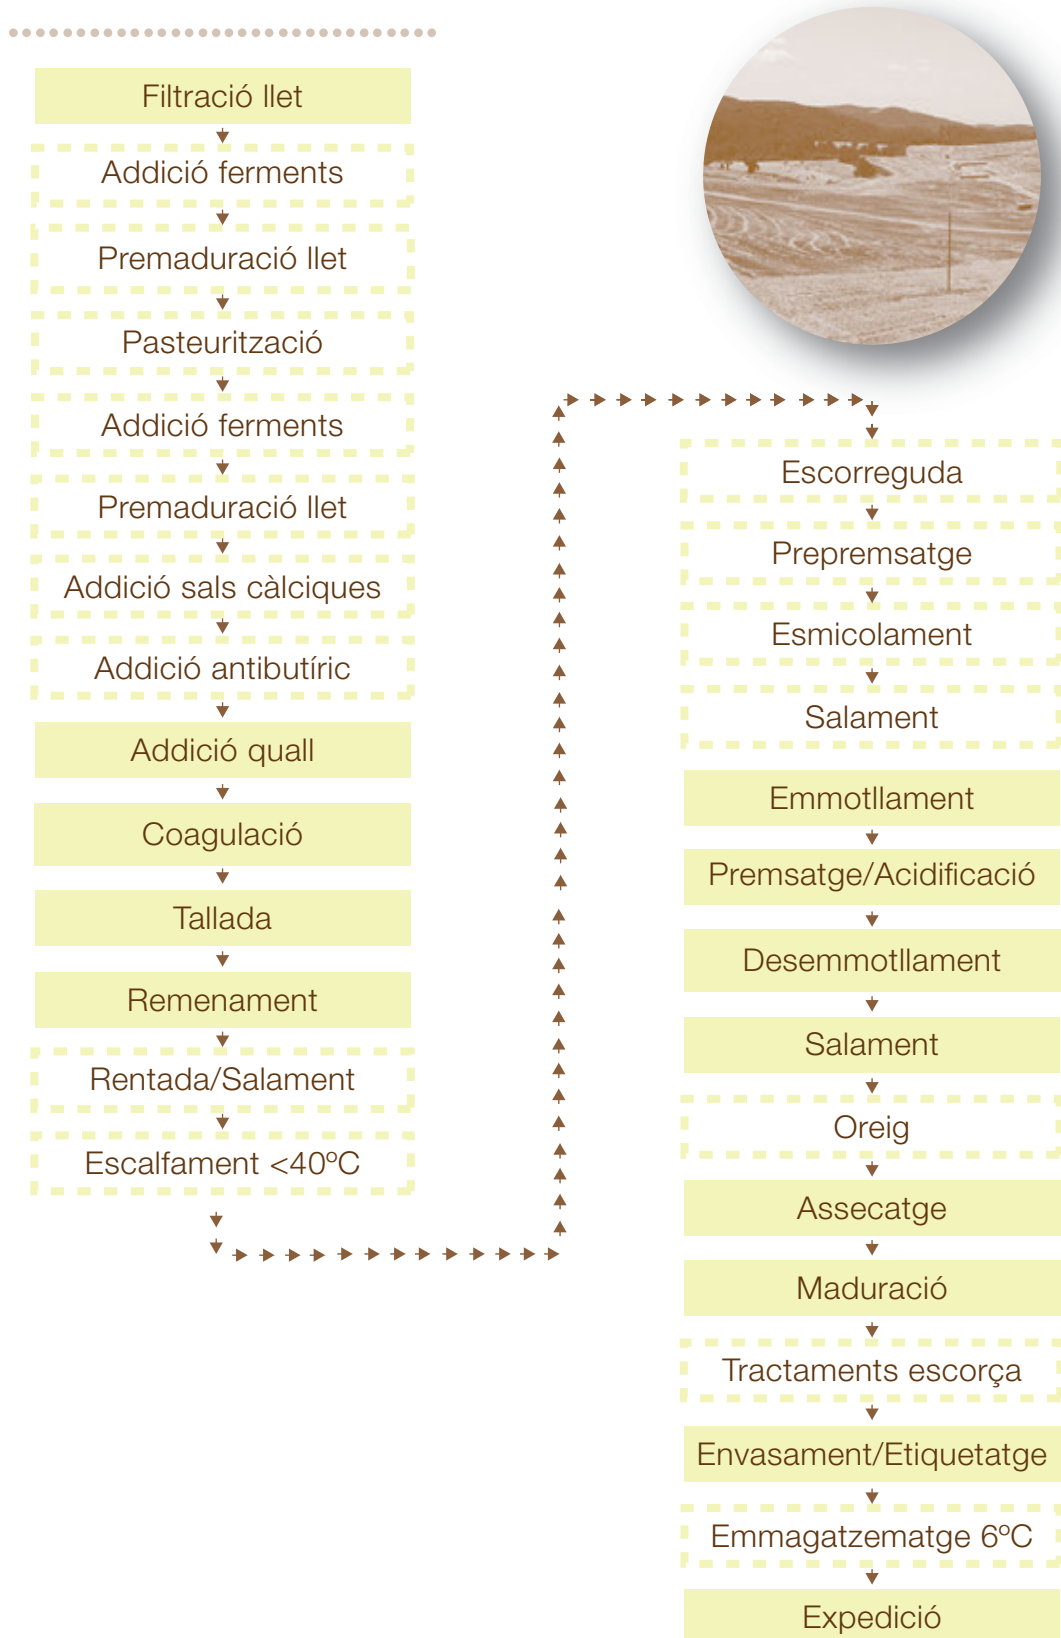 Filtració llet
Addició ferments
Premaduració llet
Pasteurització
Addició ferments
Premaduració llet
Addició sals càlciques
Addició antibutíric
Addició quall
Coagulació
Tallada
Remenament
Rentada/Salament
Escalfament <40ºC
Escorreguda
Prepremsatge
Esmicolament
Salament
Emmotllament
Premsatge/Acidificació
Desemmotllament
Salament
Oreig
Assecatge
Maduració
Tractaments escorça
Envasament/Etiquetatge
Emmagatzematge 6ºC
Expedició